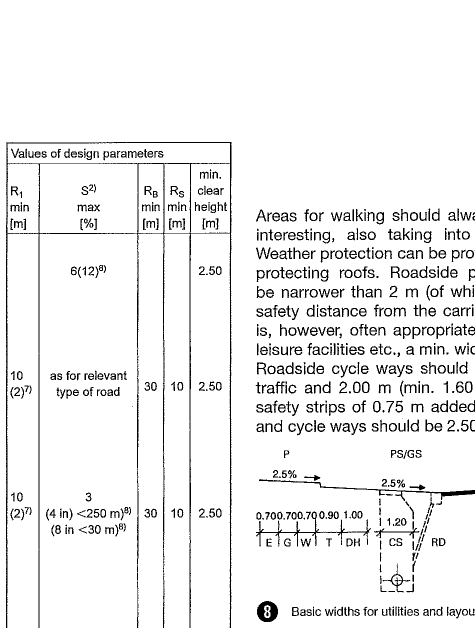 Values of design parameters
R1 min [m]
S2) max [%]
RB min [m]
RS min [m]
min. clear height [m]
6(12)8) 2.50
10 as for relevant
(2)7) type of road 30 10 2.50
10 3
(2)7) (4 in) <250 m)8) 30 10 2.50
(8 in <30 m)8)
Areas for walking should
interesting, also taking into
Weather protection can be
protecting roofs. Roadside
be narrower than 2 m (of
safety distance from the
is, however, often appropriate
leisure facilities etc., a min.
Roadside cycle ways should
traffic and 2.00 m (min. 1.60
safety strips of 0.75 m added
and cycle ways should be 2.50
P PS/GS
2.5% 2.5%
0.70 0.70 0.70 0.90 1.00 1.20
E G W T DH CS RD
8 Basic widths for utilities and